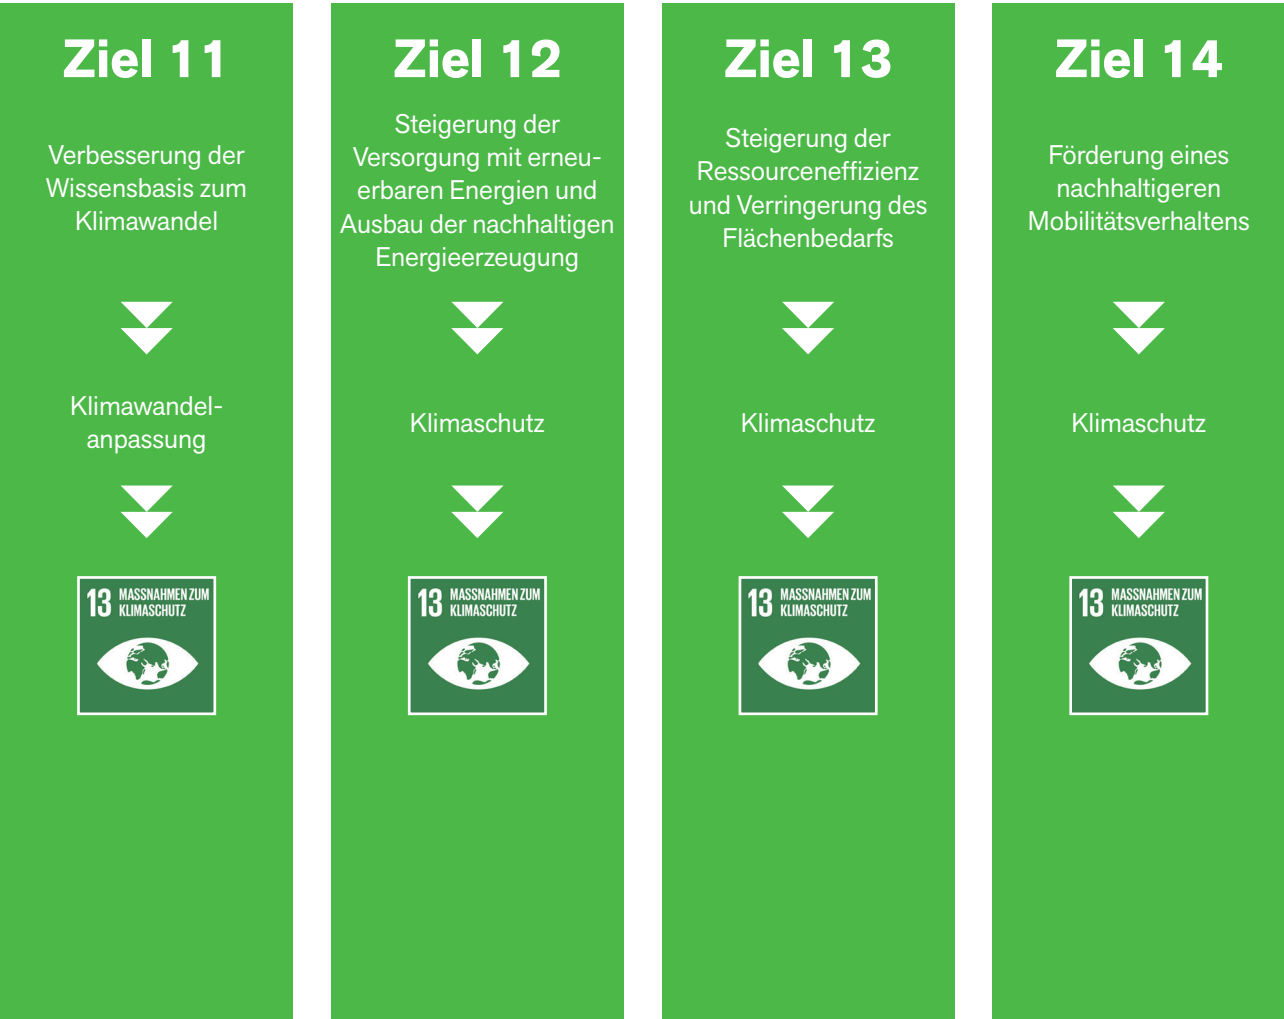 Ziel 11
Verbesserung der
Wissensbasis zum
Klimawandel
Klimawandel-
anpassung
13 MASSNAHMEN ZUM
KLIMASCHUTZ
Ziel 12
Steigerung der
Versorgung mit erneu-
erbaren Energien und
Ausbau der nachhaltigen
Energieerzeugung
Klimaschutz
13 MASSNAHMEN ZUM
KLIMASCHUTZ
Ziel 13
Steigerung der
Ressourceneffizienz
und Verringerung des
Flächenbedarfs
Klimaschutz
13 MASSNAHMEN ZUM
KLIMASCHUTZ
Ziel 14
Förderung eines
nachhaltigeren
Mobilitätsverhaltens
Klimaschutz
13 MASSNAHMEN ZUM
KLIMASCHUTZ